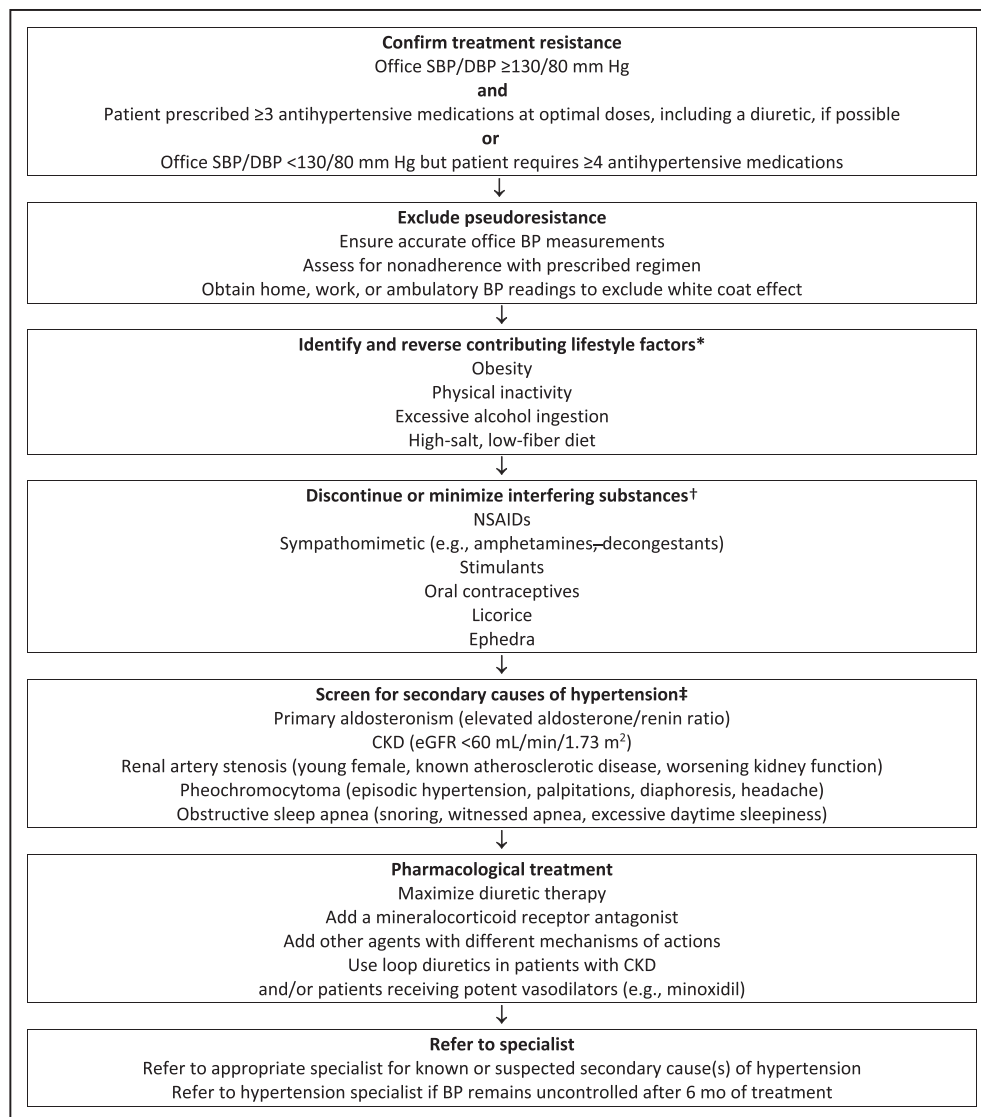 Confirm treatment resistance
Office SBP/DBP ≥130/80 mm Hg
and
Patient prescribed ≥3 antihypertensive medications at optimal doses, including a diuretic, if possible
or
Office SBP/DBP <130/80 mm Hg but patient requires ≥4 antihypertensive medications
↓
Exclude pseudoresistance
Ensure accurate office BP measurements
Assess for nonadherence with prescribed regimen
Obtain home, work, or ambulatory BP readings to exclude white coat effect
↓
Identify and reverse contributing lifestyle factors*
Obesity
Physical inactivity
Excessive alcohol ingestion
High-salt, low-fiber diet
↓
Discontinue or minimize interfering substances†
NSAIDs
Sympathomimetic (e.g., amphetamines, decongestants)
Stimulants
Oral contraceptives
Licorice
Ephedra
↓
Screen for secondary causes of hypertension‡
Primary aldosteronism (elevated aldosterone/renin ratio)
CKD (eGFR <60 mL/min/1.73 m²)
Renal artery stenosis (young female, known atherosclerotic disease, worsening kidney function)
Pheochromocytoma (episodic hypertension, palpitations, diaphoresis, headache)
Obstructive sleep apnea (snoring, witnessed apnea, excessive daytime sleepiness)
↓
Pharmacological treatment
Maximize diuretic therapy
Add a mineralocorticoid receptor antagonist
Add other agents with different mechanisms of actions
Use loop diuretics in patients with CKD
and/or patients receiving potent vasodilators (e.g., minoxidil)
↓
Refer to specialist
Refer to appropriate specialist for known or suspected secondary cause(s) of hypertension
Refer to hypertension specialist if BP remains uncontrolled after 6 mo of treatment